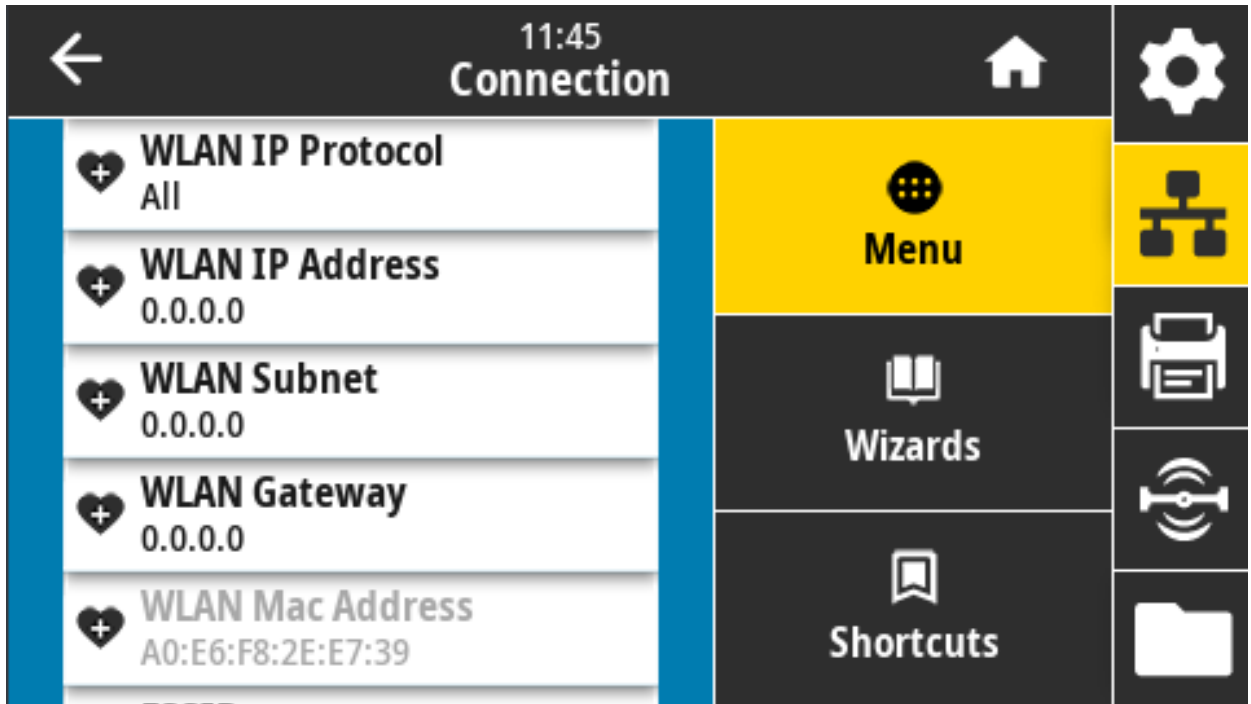 11:45
Connection
WLAN IP Protocol
All
WLAN IP Address
0.0.0.0
WLAN Subnet
0.0.0.0
WLAN Gateway
0.0.0.0
WLAN Mac Address
A0:E6:F8:2E:E7:39
Menu
Wizards
Shortcuts